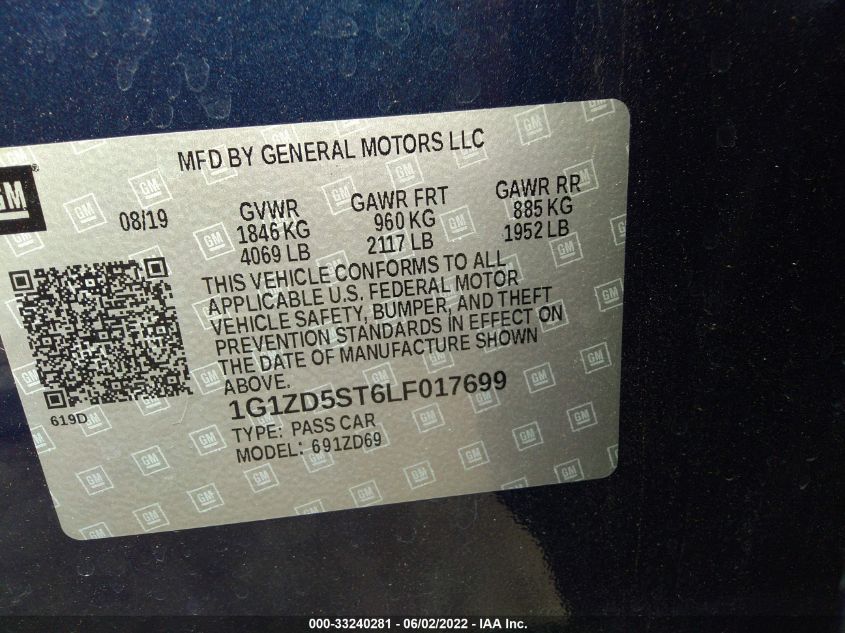 MFD BY GENERAL MOTORS LLC
GM
08/19
GVWR
1846 KG
4069 LB
GAWR FRT
960 KG
2117 LB
GAWR RR
885 KG
1952 LB
THIS VEHICLE CONFORMS TO ALL
APPLICABLE U.S. FEDERAL MOTOR
VEHICLE SAFETY, BUMPER, AND THEFT
PREVENTION STANDARDS IN EFFECT ON
THE DATE OF MANUFACTURE SHOWN
ABOVE.
619D
1G1ZD5ST6LF017699
TYPE: PASS CAR
MODEL: 691ZD69
000-33240281 - 06/02/2022 - IAA Inc.